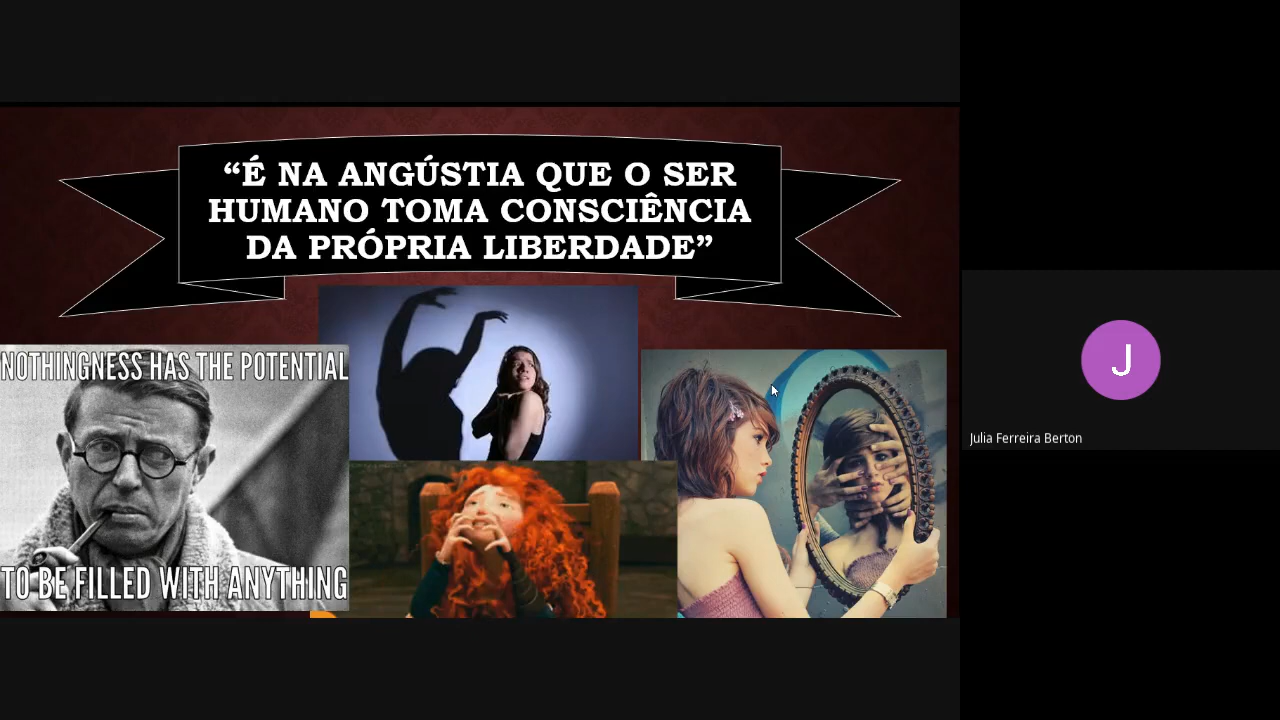 “É NA ANGÚSTIA QUE O SER
HUMANO TOMA CONSCIÊNCIA
DA PRÓPRIA LIBERDADE”
NOTHINGNESS HAS THE POTENTIAL
TO BE FILLED WITH ANYTHING
J
Julia Ferreira Berton